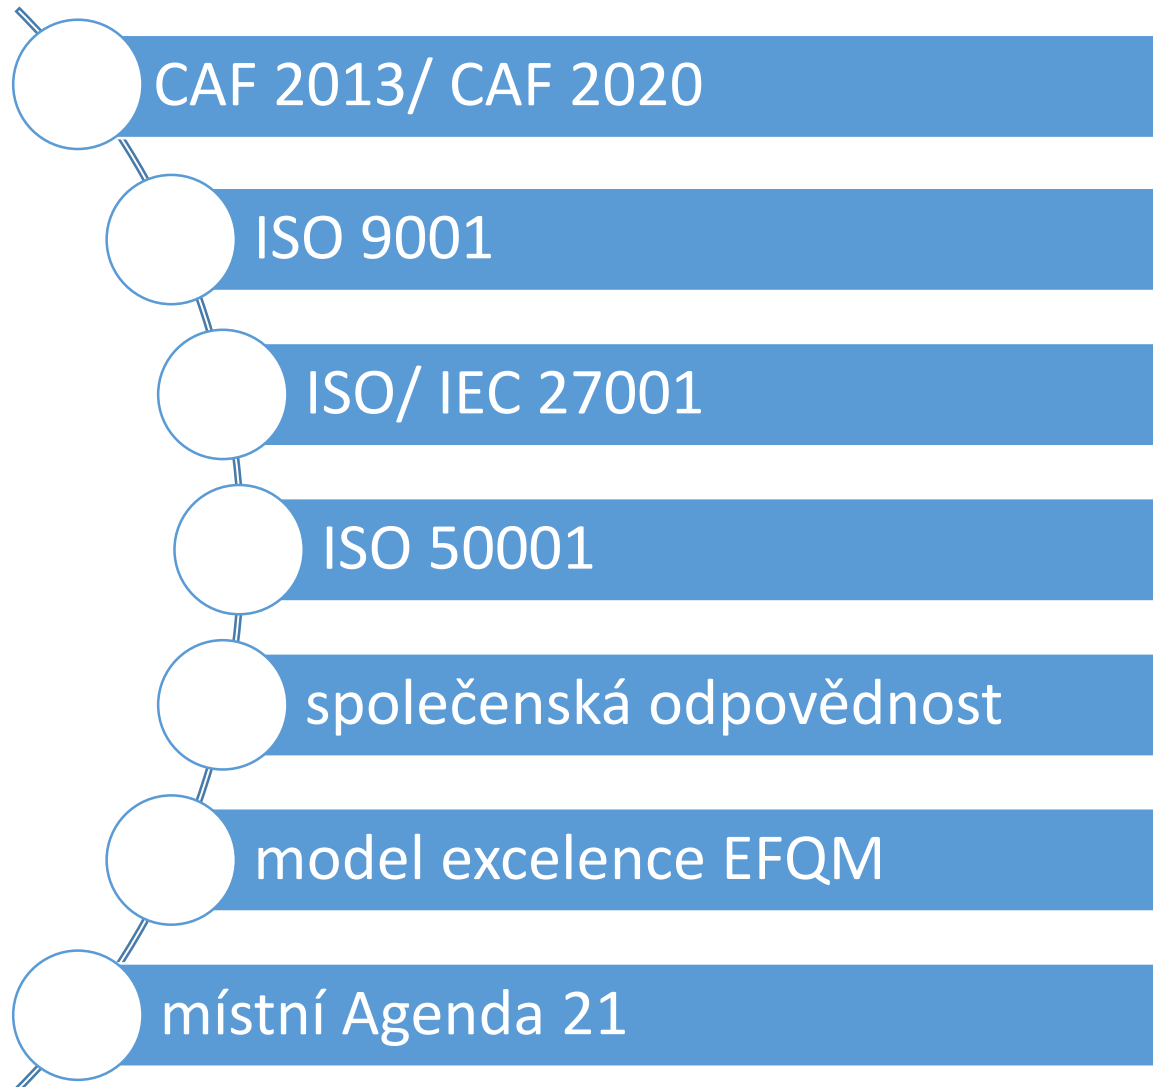 CAF 2013/ CAF 2020
ISO 9001
ISO/ IEC 27001
ISO 50001
společenská odpovědnost
model excelence EFQM
místní Agenda 21